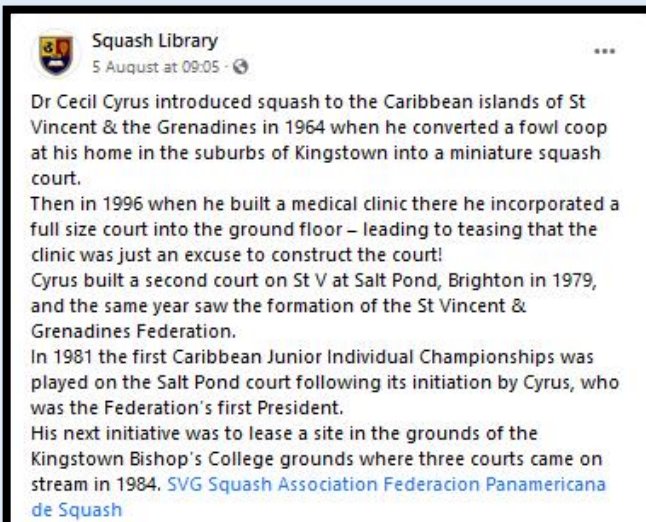 Squash Library
5 August at 09:05 ·
Dr Cecil Cyrus introduced squash to the Caribbean islands of St
Vincent & the Grenadines in 1964 when he converted a fowl coop
at his home in the suburbs of Kingstown into a miniature squash
court.
Then in 1996 when he built a medical clinic there he incorporated a
full size court into the ground floor – leading to teasing that the
clinic was just an excuse to construct the court!
Cyrus built a second court on St V at Salt Pond, Brighton in 1979,
and the same year saw the formation of the St Vincent &
Grenadines Federation.
In 1981 the first Caribbean Junior Individual Championships was
played on the Salt Pond court following its initiation by Cyrus, who
was the Federation's first President.
His next initiative was to lease a site in the grounds of the
Kingstown Bishop's College grounds where three courts came on
stream in 1984. SVG Squash Association Federacion Panamericana
de Squash